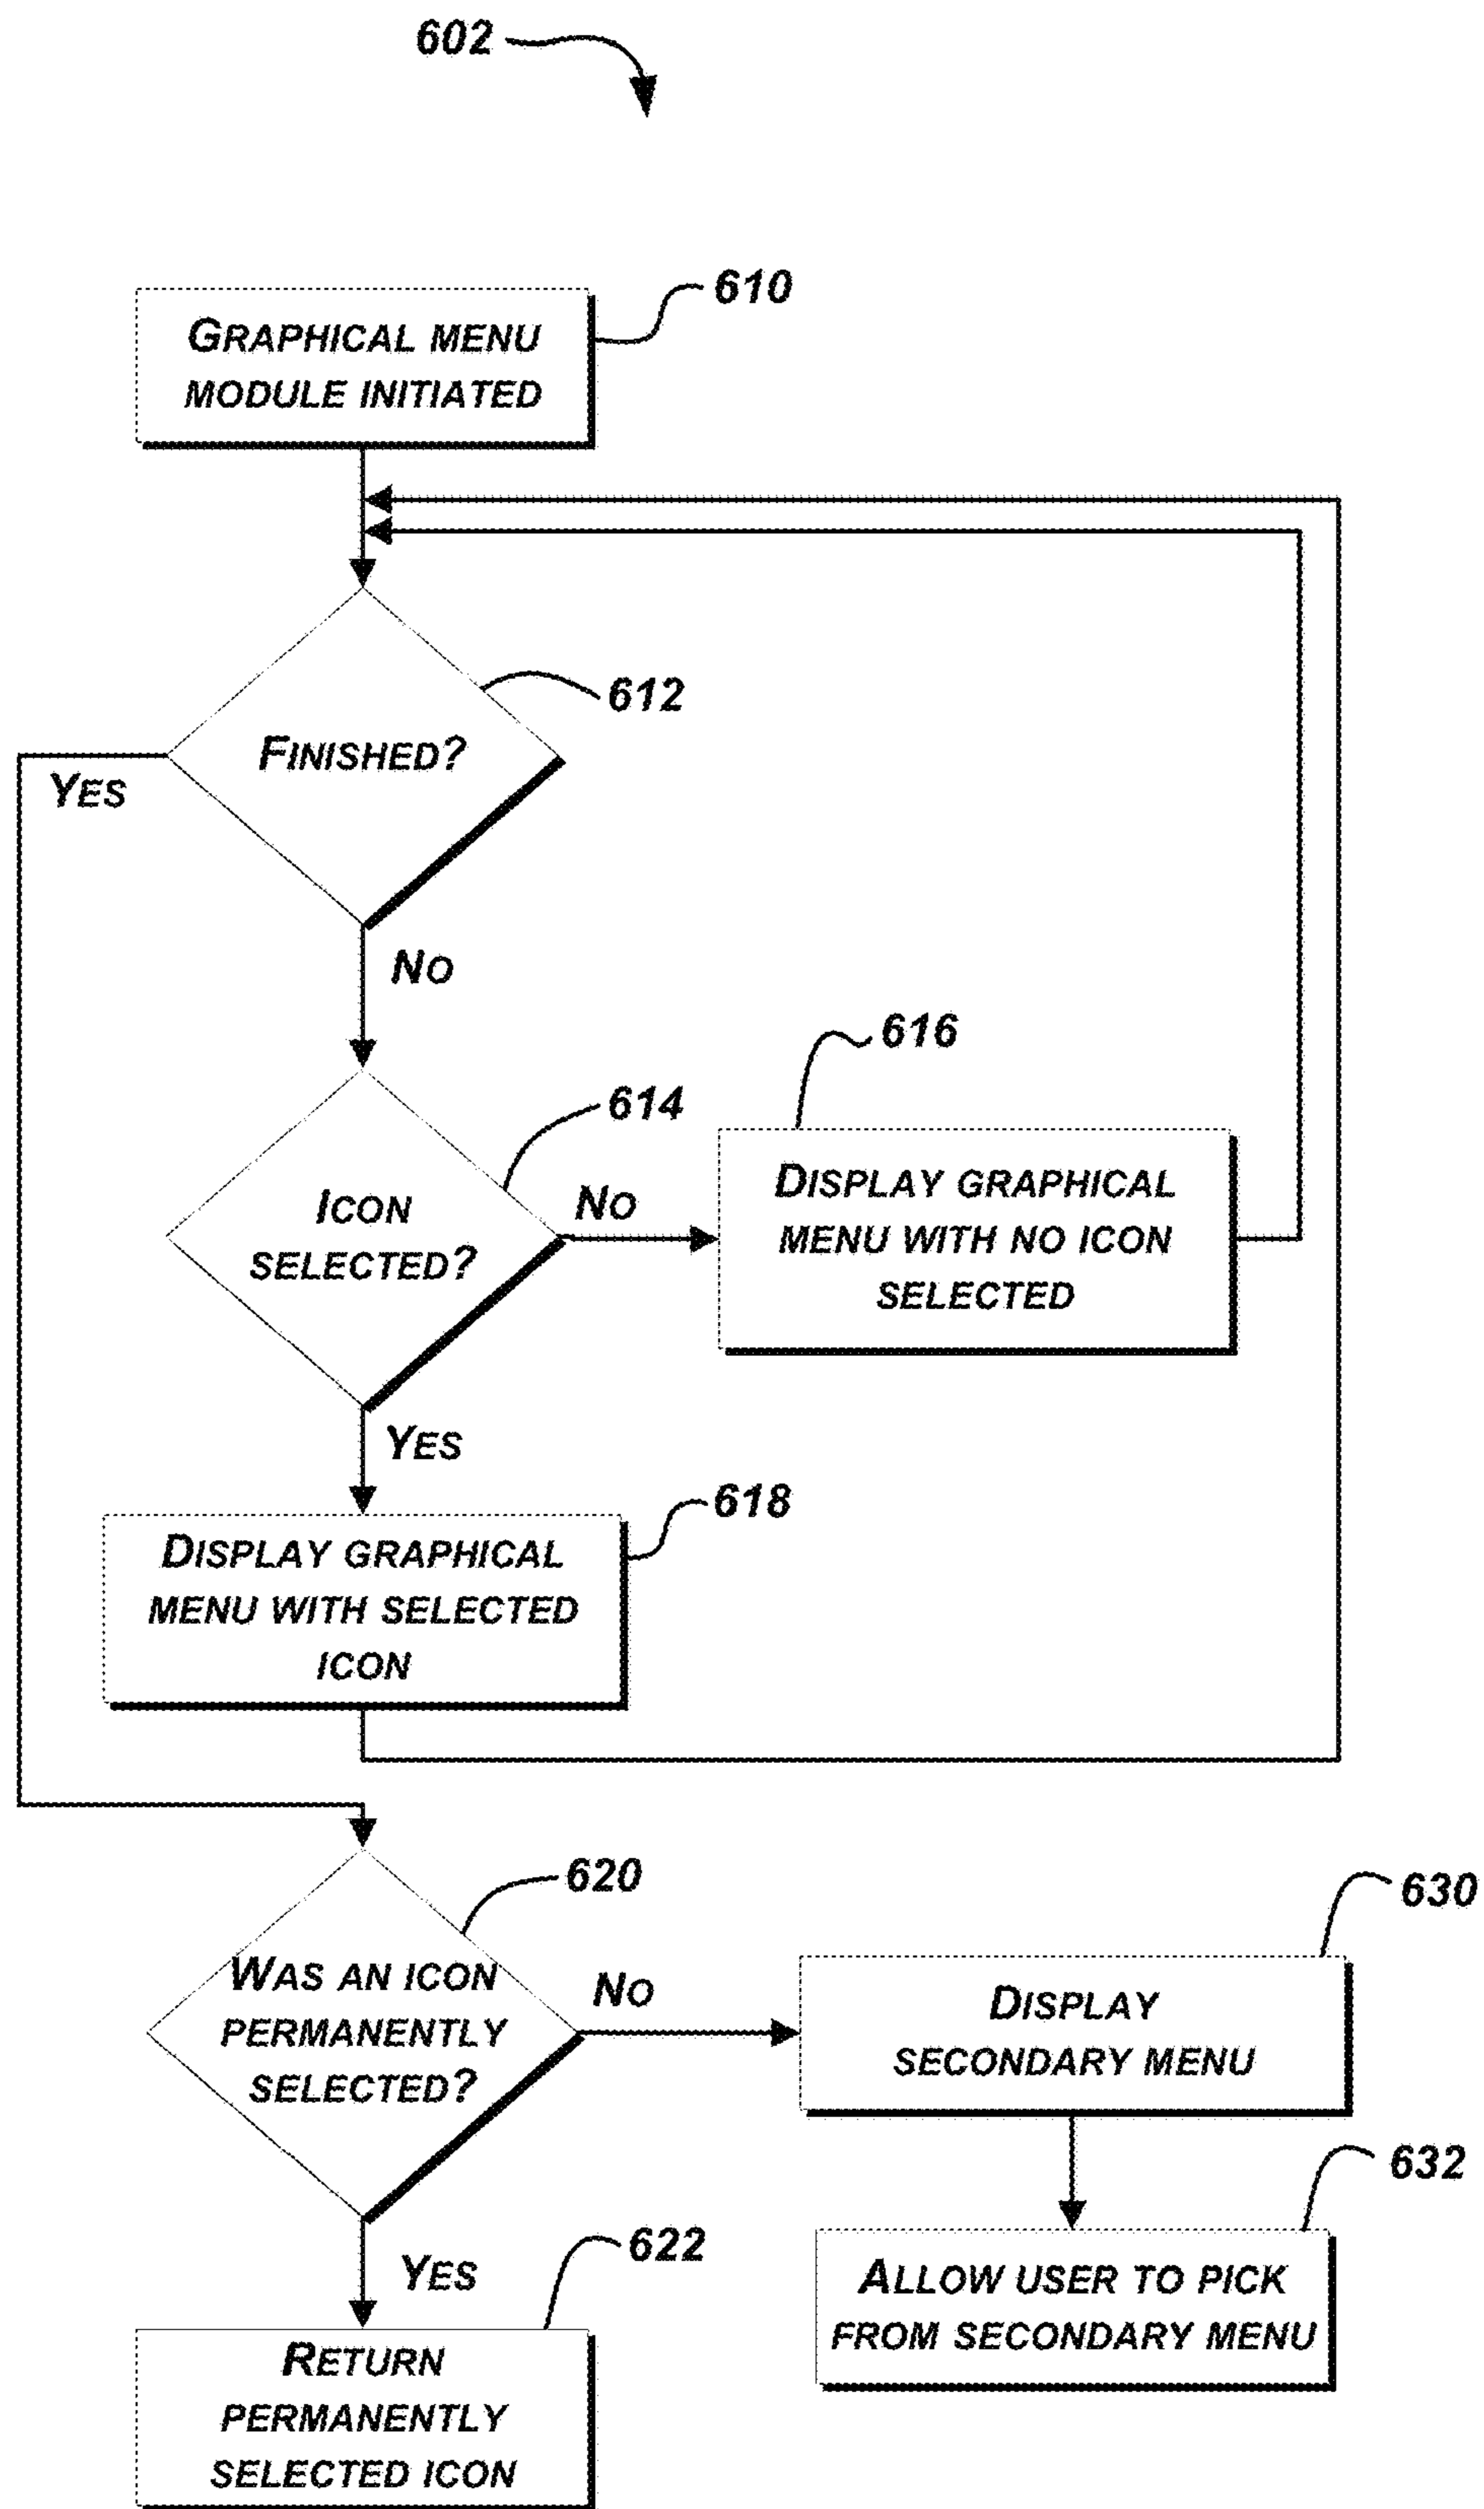 602
610
GRAPHICAL MENU
MODULE INITIATED
612
FINISHED?
YES
NO
616
614
ICON
SELECTED?
NO
DISPLAY GRAPHICAL
MENU WITH NO ICON
SELECTED
YES
618
DISPLAY GRAPHICAL
MENU WITH SELECTED
ICON
620
630
WAS AN ICON
PERMANENTLY
SELECTED?
NO
DISPLAY
SECONDARY MENU
632
622
YES
ALLOW USER TO PICK
FROM SECONDARY MENU
RETURN
PERMANENTLY
SELECTED ICON